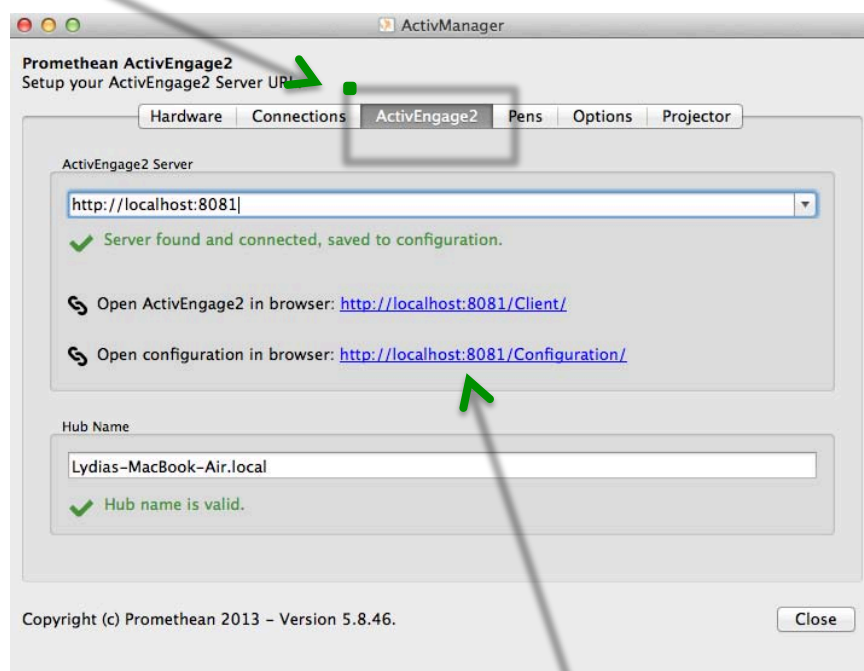 ActivManager
Promethean ActivEngage2
Setup your ActivEngage2 Server
Hardware Connections ActivEngage2 Pens Options Projector
ActivEngage2 Server
http://localhost:8081
Server found and connected, saved to configuration.
Open ActivEngage2 in browser: http://localhost:8081/Client/
Open configuration in browser: http://localhost:8081/Configuration/
Hub Name
Lydias-MacBook-Air.local
Hub name is valid.
Copyright (c) Promethean 2013 - Version 5.8.46.
Close